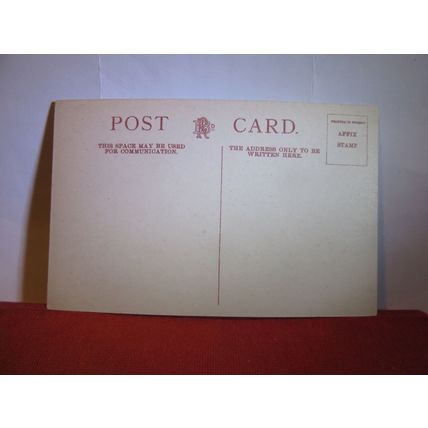 POST CARD.
THIS SPACE MAY BE USED
FOR COMMUNICATION.
THE ADDRESS ONLY TO BE
WRITTEN HERE.
AFFIX
STAMP